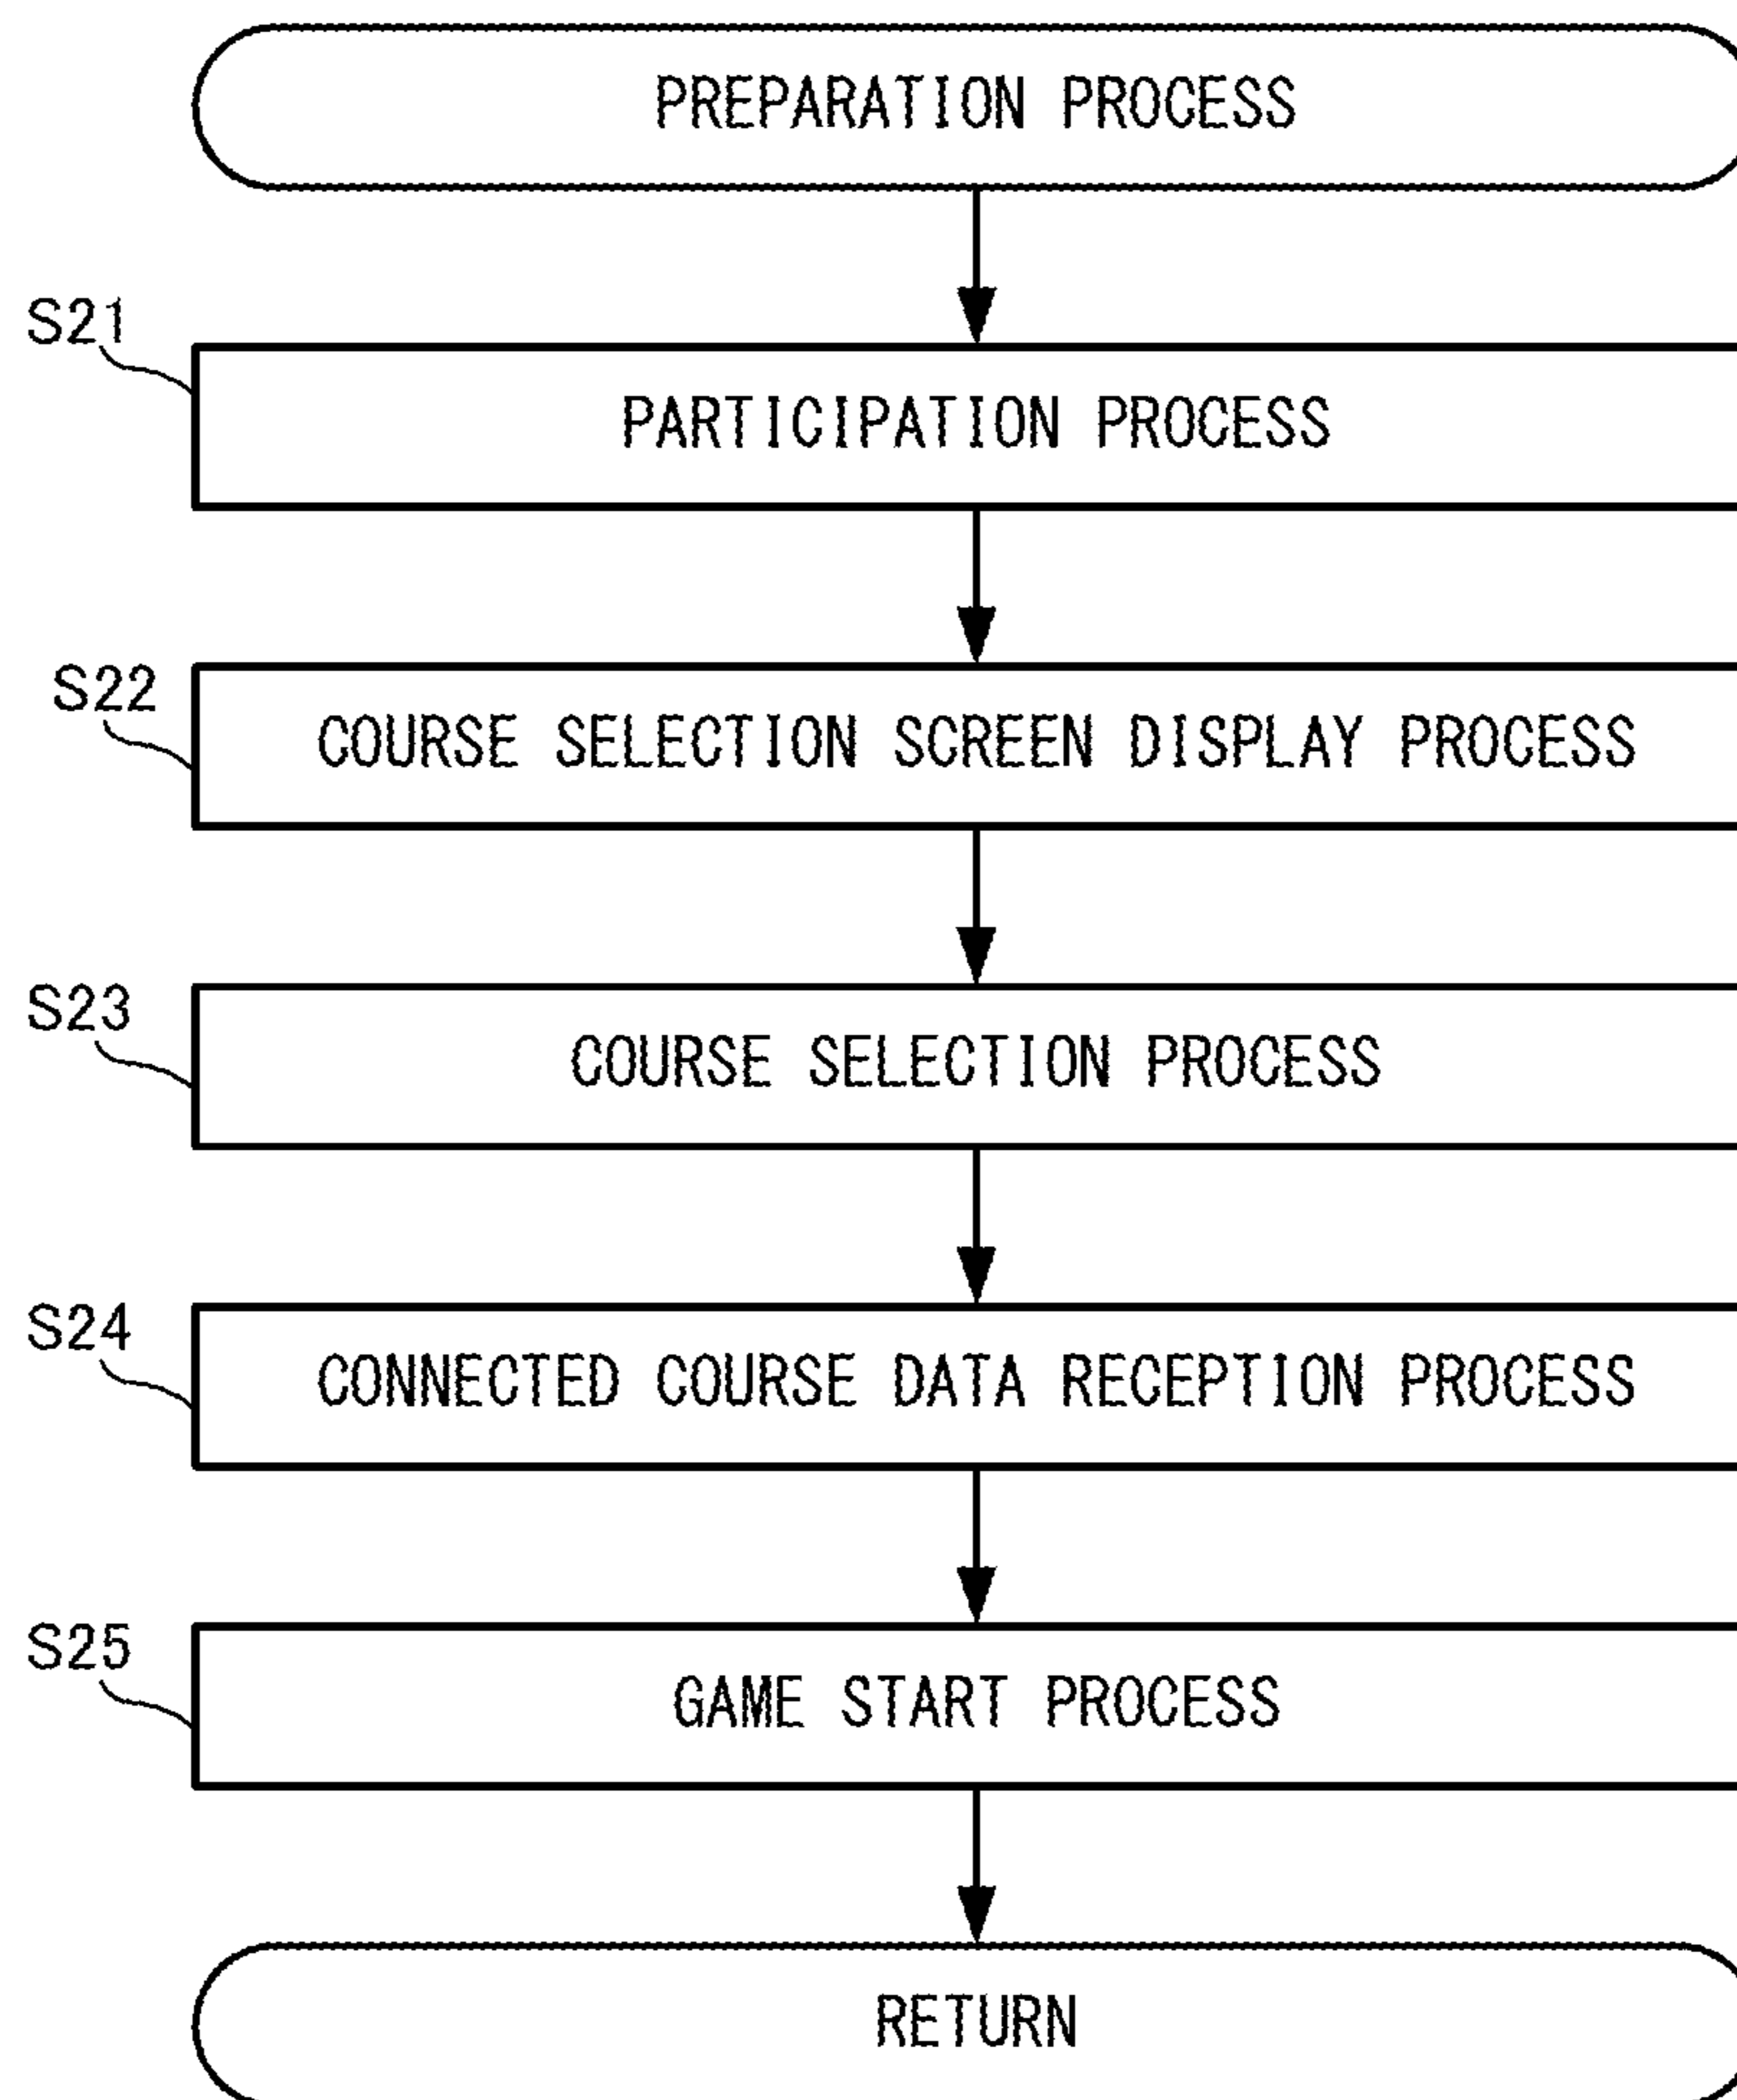 PREPARATION PROCESS
S21
PARTICIPATION PROCESS
S22
COURSE SELECTION SCREEN DISPLAY PROCESS
S23
COURSE SELECTION PROCESS
S24
CONNECTED COURSE DATA RECEPTION PROCESS
S25
GAME START PROCESS
RETURN